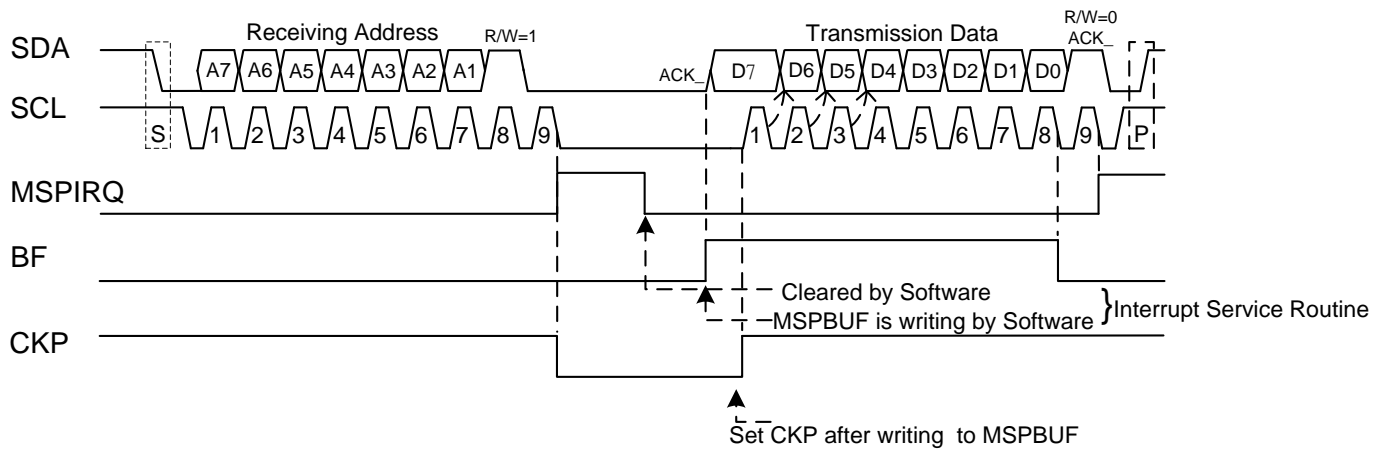 Receiving Address R/W=1 Transmission Data R/W=0
SDA ACK_ ACK_
A7 A6 A5 A4 A3 A2 A1 D7 D6 D5 D4 D3 D2 D1 D0
SCL
S 1 2 3 4 5 6 7 8 9 1 2 3 4 5 6 7 8 9 P
MSPIRQ
BF
Cleared by Software
MSPBUF is writing by Software } Interrupt Service Routine
CKP
Set CKP after writing to MSPBUF